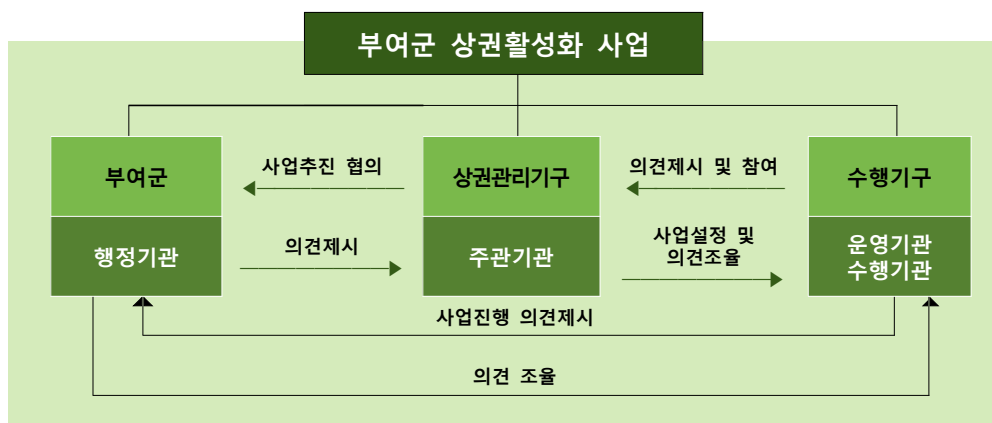 부여군 상권활성화 사업
부여군
사업추진 협의
상권관리기구
의견제시 및 참여
수행기구
행정기관
의견제시
주관기관
사업설정 및
의견조율
운영기관
수행기관
사업진행 의견제시
의견 조율